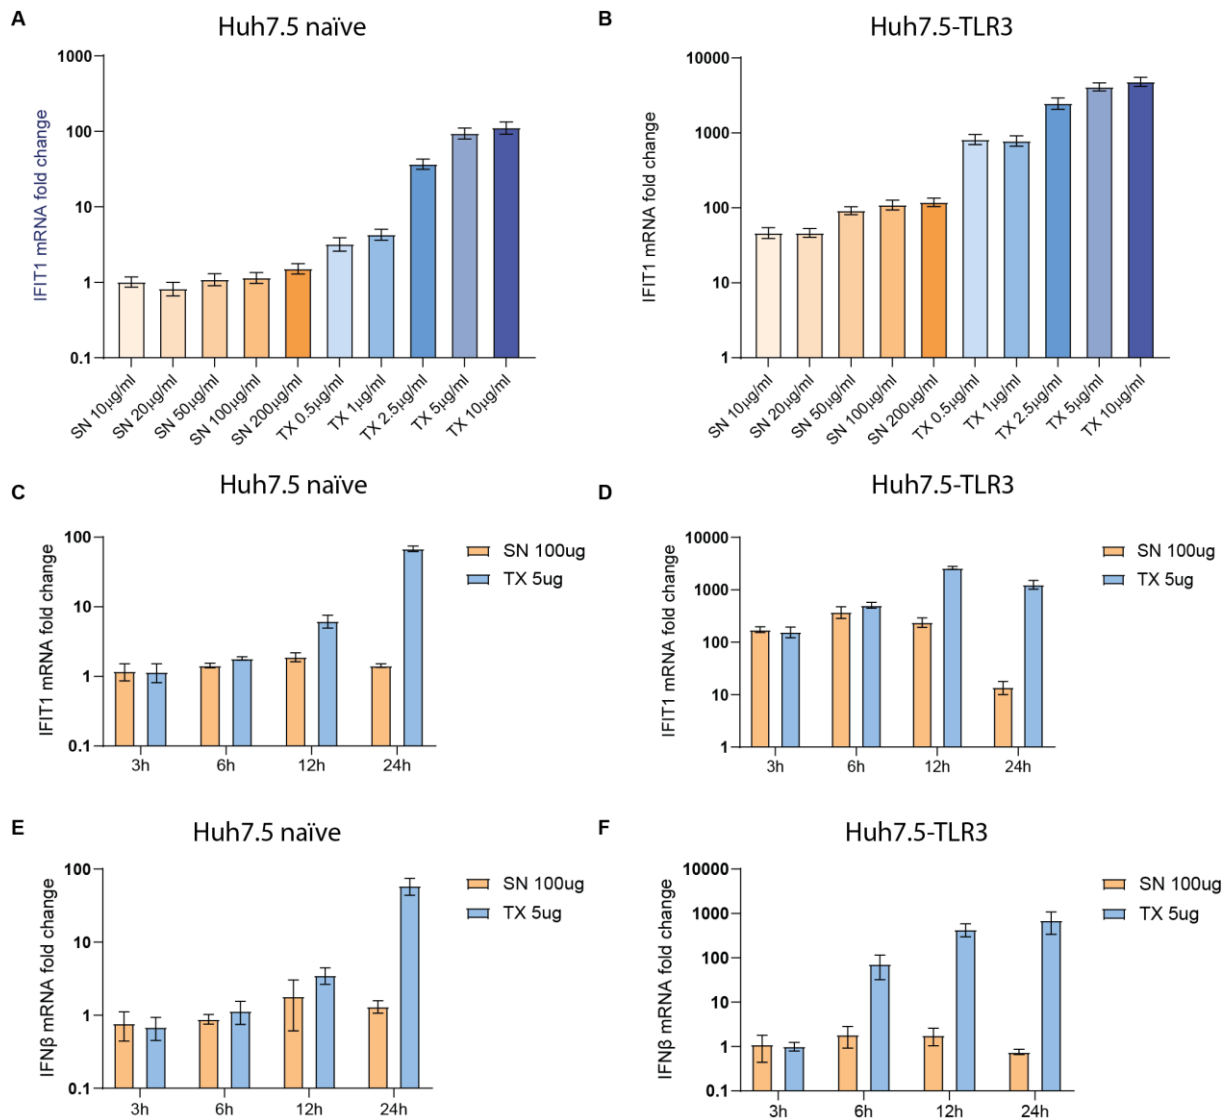 A
Huh7.5 naïve
IFIT1 mRNA fold change
1000
100
10
1
0.1
SN 10µg/ml
SN 20µg/ml
SN 50µg/ml
SN 100µg/ml
SN 200µg/ml
TX 0.5µg/ml
TX 1µg/ml
TX 2.5µg/ml
TX 5µg/ml
TX 10µg/ml
B
Huh7.5-TLR3
IFIT1 mRNA fold change
10000
1000
100
10
1
SN 10µg/ml
SN 20µg/ml
SN 50µg/ml
SN 100µg/ml
SN 200µg/ml
TX 0.5µg/ml
TX 1µg/ml
TX 2.5µg/ml
TX 5µg/ml
TX 10µg/ml
C
Huh7.5 naïve
IFIT1 mRNA fold change
100
10
1
0.1
3h
6h
12h
24h
SN 100ug
TX 5ug
D
Huh7.5-TLR3
IFIT1 mRNA fold change
10000
1000
100
10
1
3h
6h
12h
24h
SN 100ug
TX 5ug
E
Huh7.5 naïve
IFNβ mRNA fold change
100
10
1
0.1
3h
6h
12h
24h
SN 100ug
TX 5ug
F
Huh7.5-TLR3
IFNβ mRNA fold change
10000
1000
100
10
1
0.1
3h
6h
12h
24h
SN 100ug
TX 5ug